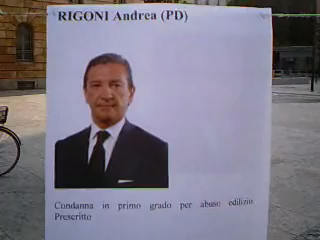 RIGONI Andrea (PD)
Condanna in primo grado per abuso edilizio
Prescritto